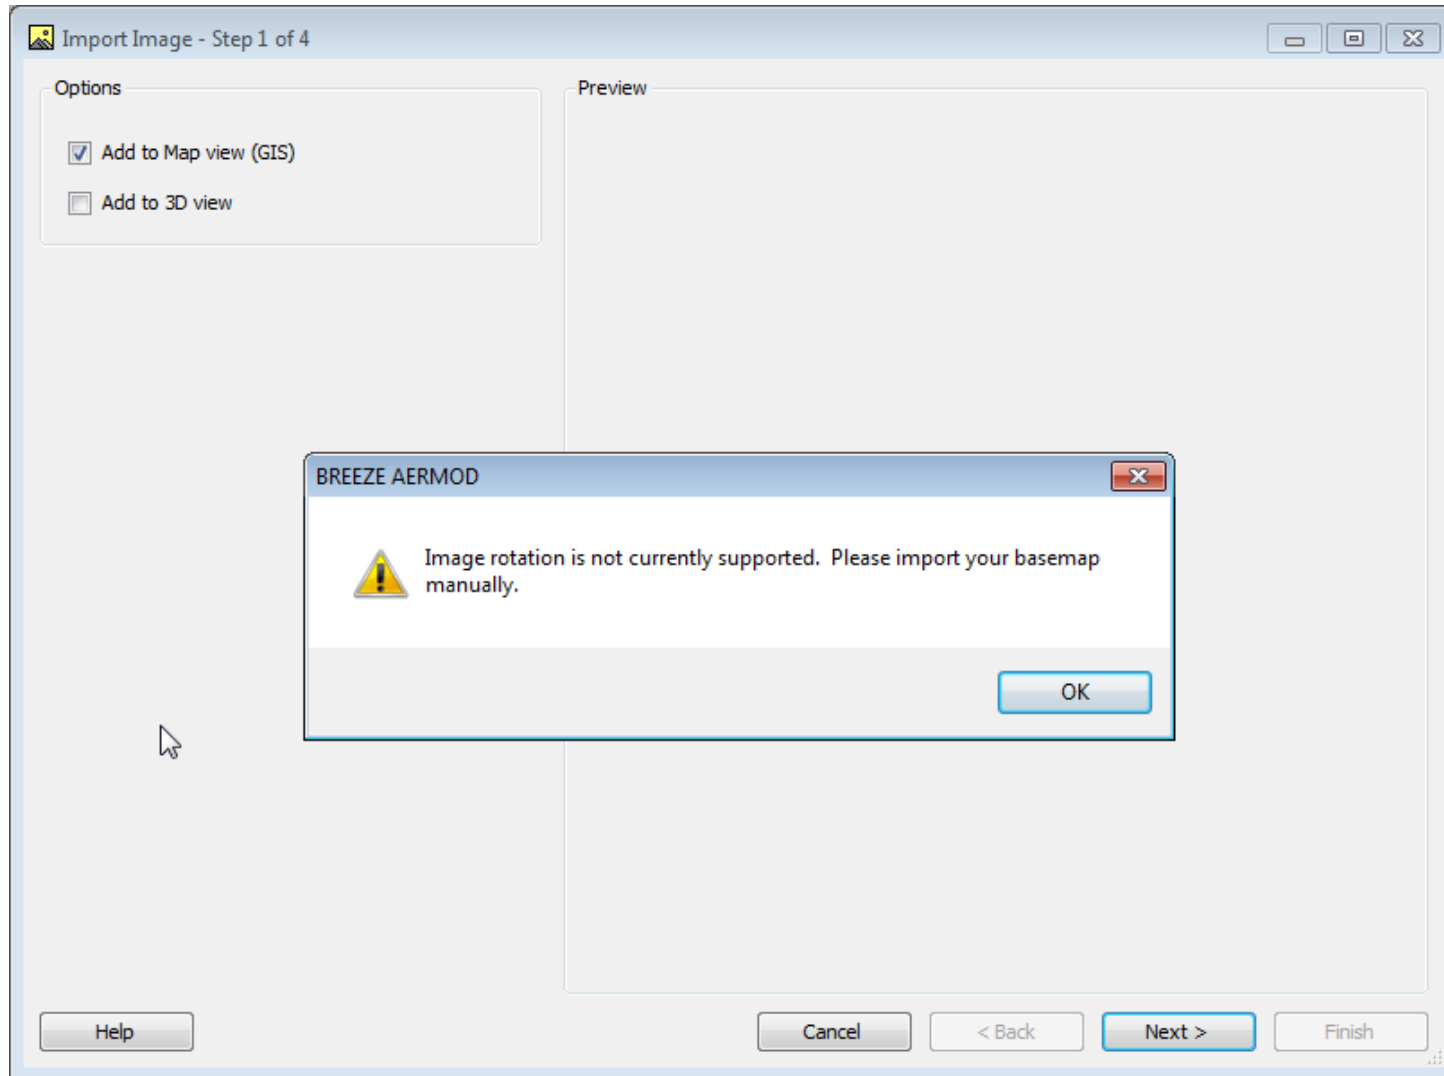 Import Image - Step 1 of 4
Options
Preview
Add to Map view (GIS)
Add to 3D view
BREEZE AERMOD
Image rotation is not currently supported.  Please import your basemap
manually.
OK
Help
Cancel
< Back
Next >
Finish